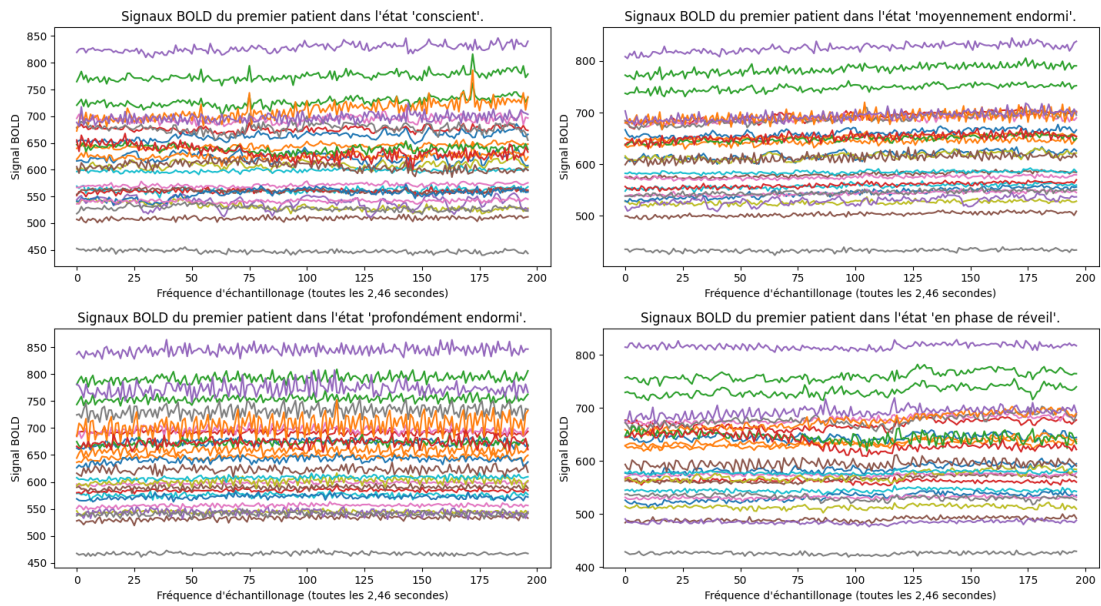 Signaux BOLD du premier patient dans l'état 'conscient'.
Signal BOLD
850
800
750
700
650
600
550
500
450
0 25 50 75 100 125 150 175 200
Fréquence d'échantillonage (toutes les 2,46 secondes)
Signaux BOLD du premier patient dans l'état 'moyennement endormi'.
Signal BOLD
800
700
600
500
0 25 50 75 100 125 150 175 200
Fréquence d'échantillonage (toutes les 2,46 secondes)
Signaux BOLD du premier patient dans l'état 'profondément endormi'.
Signal BOLD
850
800
750
700
650
600
550
500
450
0 25 50 75 100 125 150 175 200
Fréquence d'échantillonage (toutes les 2,46 secondes)
Signaux BOLD du premier patient dans l'état 'en phase de réveil'.
Signal BOLD
800
700
600
500
400
0 25 50 75 100 125 150 175 200
Fréquence d'échantillonage (toutes les 2,46 secondes)